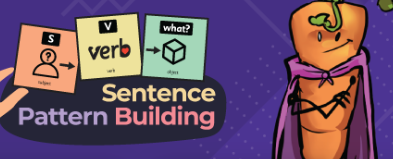 S
V
what?
verb
subject
verb
object
Sentence
Pattern Building